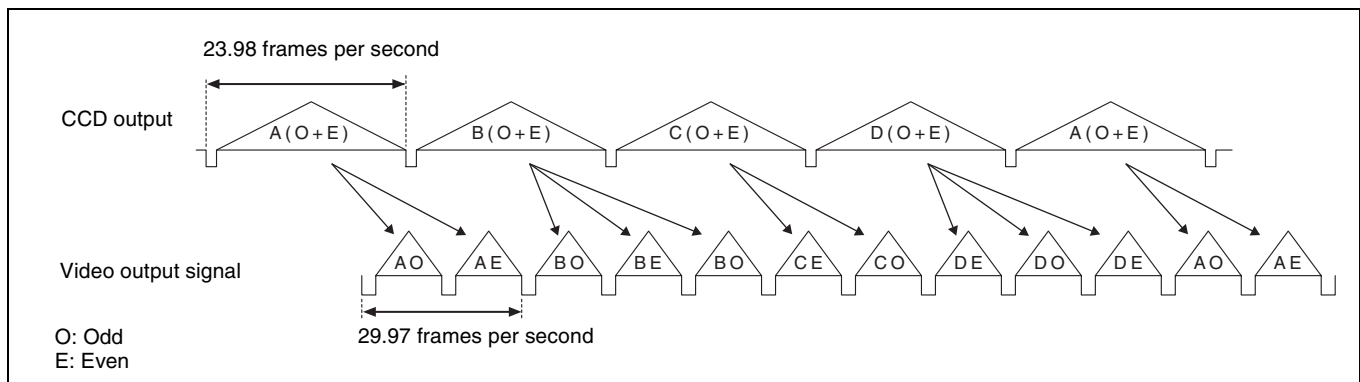 23.98 frames per second
CCD output
A(O+E) B(O+E) C(O+E) D(O+E) A(O+E)
Video output signal
AO AE BO BE BO CE CO DE DO DE AO AE
29.97 frames per second
O: Odd
E: Even